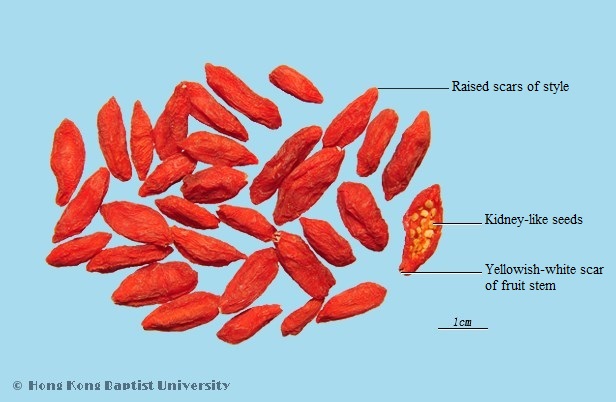 Raised scars of style
Kidney-like seeds
Yellowish-white scar
of fruit stem
1cm
© Hong Kong Baptist University